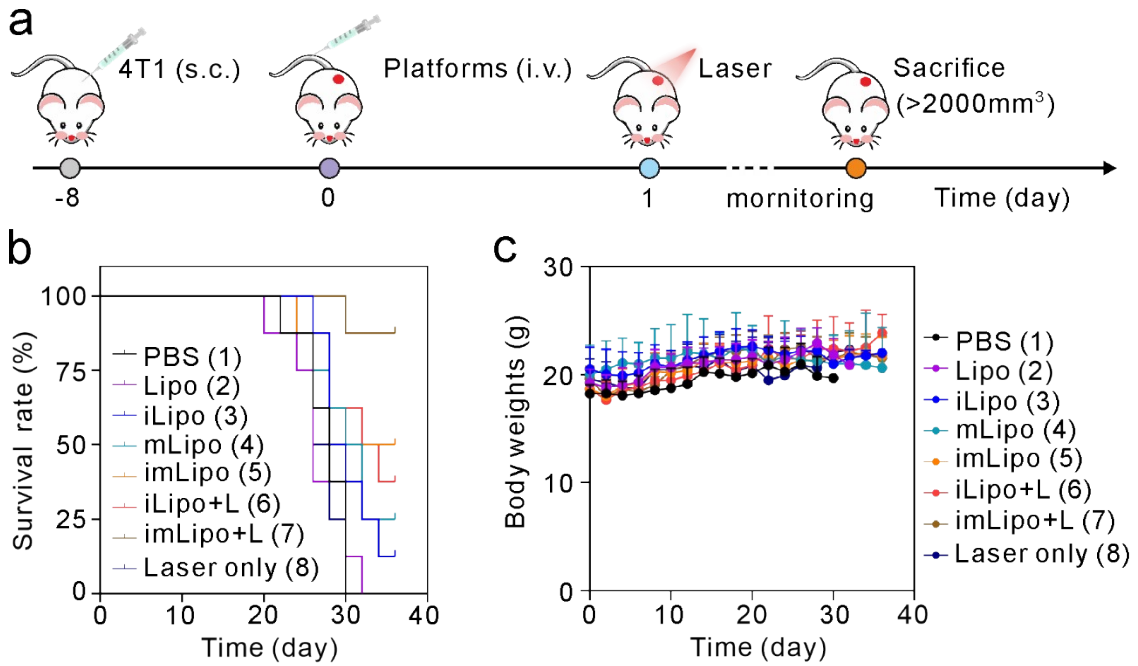 a
4T1 (s.c.)
Platforms (i.v.)
Laser
Sacrifice
(>2000mm³)
-8
0
1
mornitoring
Time (day)
b
Survival rate (%)
100
75
50
25
0
PBS (1)
Lipo (2)
iLipo (3)
mLipo (4)
imLipo (5)
iLipo+L (6)
imLipo+L (7)
Laser only (8)
0 20 30 40
Time (day)
c
Body weights (g)
30
20
10
0
0 10 20 30 40
Time (day)
PBS (1)
Lipo (2)
iLipo (3)
mLipo (4)
imLipo (5)
iLipo+L (6)
imLipo+L (7)
Laser only (8)